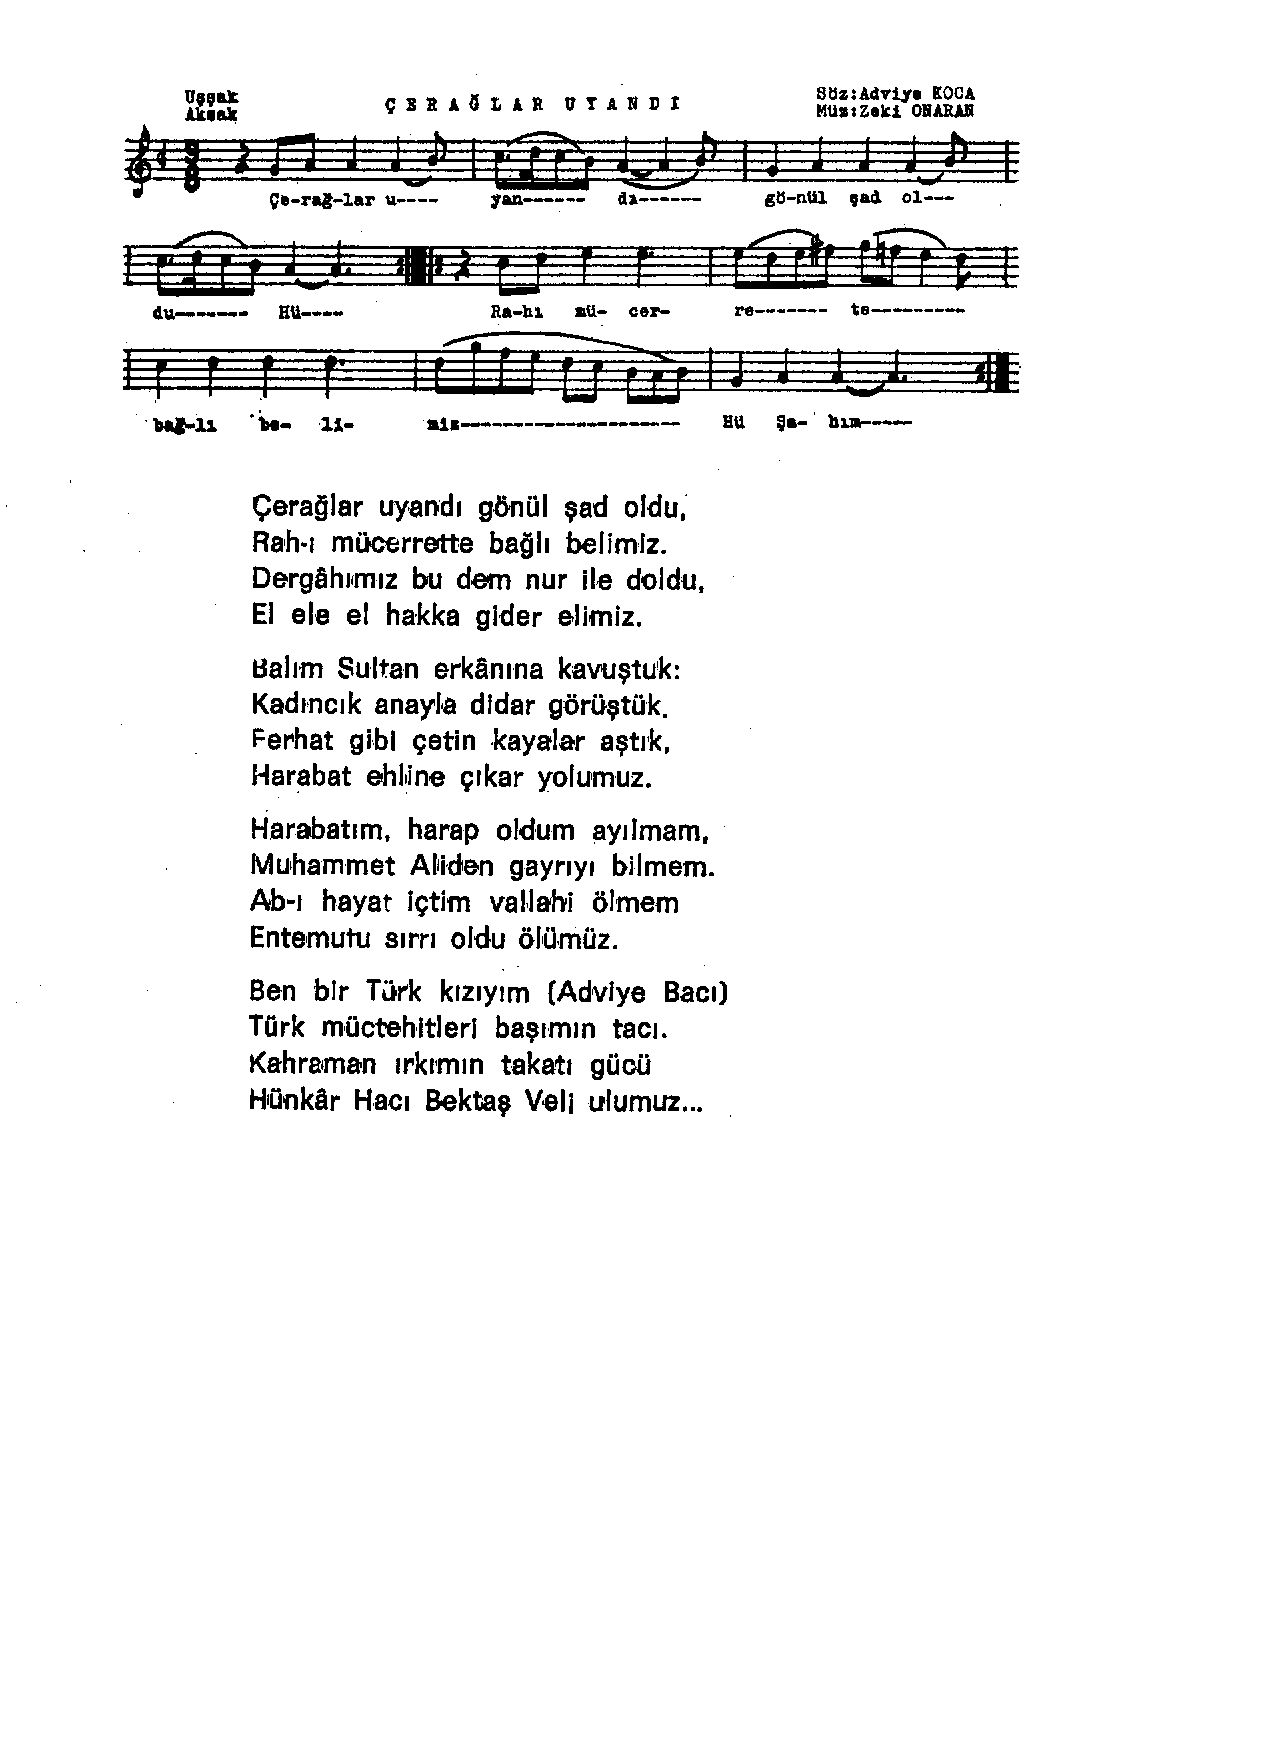 Uşşak
Aksak
ÇERAĞLAR UYANDI
Söz:Adviye KOCA
Müz:Zeki ONARAN
Çe-rağ-lar u---- yan------ dı------ gö-nül şad ol---
du------- Hü---- Ra-hı mü- cer- re------- te---------
bağ-lı be- li- miz--------------------- Hü Şa- hım-----
Çerağlar uyandı gönül şad oldu,
Rah-ı mücerrette bağlı belimiz.
Dergâhımız bu dem nur ile doldu,
El ele el hakka gider elimiz.
Balım Sultan erkânına kavuştuk:
Kadıncık anayla didar görüştük.
Ferhat gibi çetin kayalar aştık,
Harabat ehline çıkar yolumuz.
Harabatım, harap oldum ayılmam,
Muhammet Aliden gayrıyı bilmem.
Ab-ı hayat içtim vallahi ölmem
Entemutu sırrı oldu ölümüz.
Ben bir Türk kızıyım (Adviye Bacı)
Türk müctehitleri başımın tacı.
Kahraman ırkımın takatı gücü
Hünkâr Hacı Bektaş Veli ulumuz...